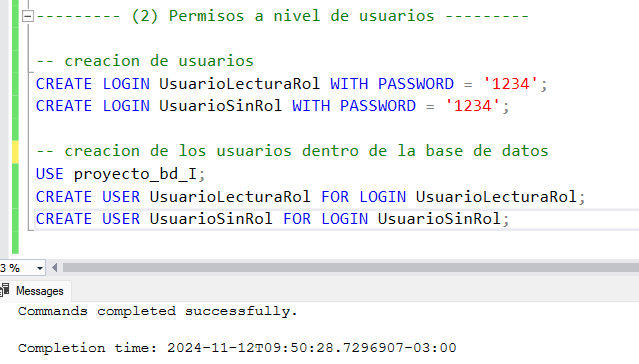 --------- (2) Permisos a nivel de usuarios ---------
-- creacion de usuarios
CREATE LOGIN UsuarioLecturaRol WITH PASSWORD = '1234';
CREATE LOGIN UsuarioSinRol WITH PASSWORD = '1234';
-- creacion de los usuarios dentro de la base de datos
USE proyecto_bd_I;
CREATE USER UsuarioLecturaRol FOR LOGIN UsuarioLecturaRol;
CREATE USER UsuarioSinRol FOR LOGIN UsuarioSinRol;
3 %
Messages
Commands completed successfully.
Completion time: 2024-11-12T09:50:28.7296907-03:00